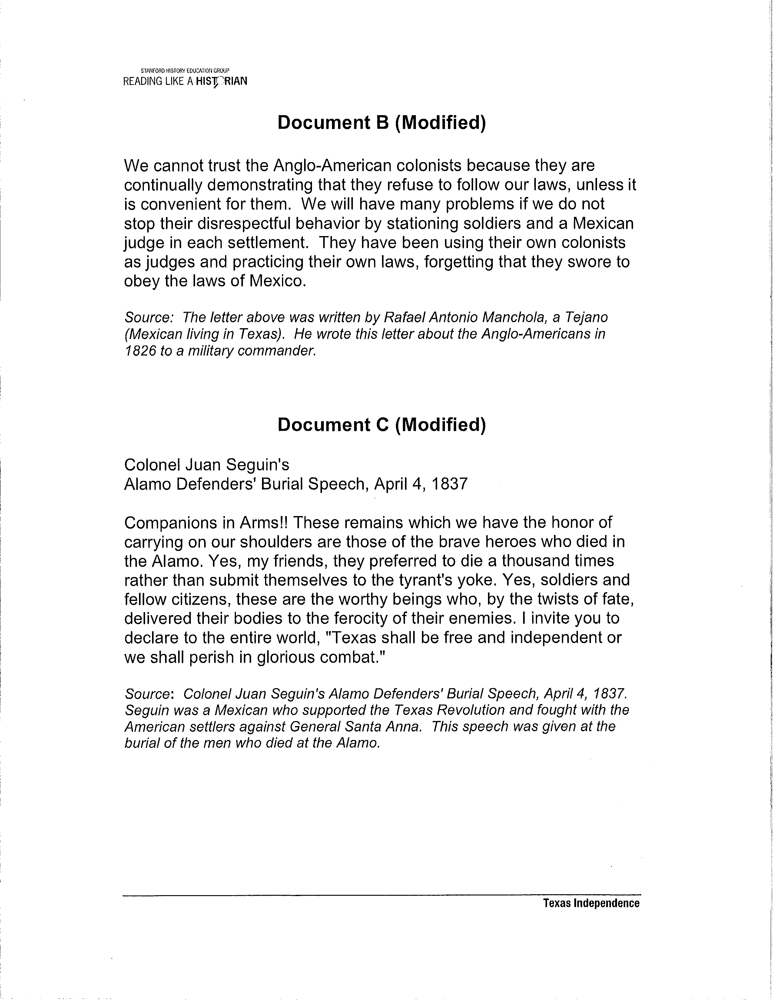 STANFORD HISTORY EDUCATION GROUP
READING LIKE A HISTORIAN
Document B (Modified)
We cannot trust the Anglo-American colonists because they are
continually demonstrating that they refuse to follow our laws, unless it
is convenient for them.  We will have many problems if we do not
stop their disrespectful behavior by stationing soldiers and a Mexican
judge in each settlement.  They have been using their own colonists
as judges and practicing their own laws, forgetting that they swore to
obey the laws of Mexico.
Source:  The letter above was written by Rafael Antonio Manchola, a Tejano
(Mexican living in Texas).  He wrote this letter about the Anglo-Americans in
1826 to a military commander.
Document C (Modified)
Colonel Juan Seguin's
Alamo Defenders' Burial Speech, April 4, 1837
Companions in Arms!! These remains which we have the honor of
carrying on our shoulders are those of the brave heroes who died in
the Alamo. Yes, my friends, they preferred to die a thousand times
rather than submit themselves to the tyrant's yoke. Yes, soldiers and
fellow citizens, these are the worthy beings who, by the twists of fate,
delivered their bodies to the ferocity of their enemies. I invite you to
declare to the entire world, "Texas shall be free and independent or
we shall perish in glorious combat."
Source:  Colonel Juan Seguin's Alamo Defenders' Burial Speech, April 4, 1837.
Seguin was a Mexican who supported the Texas Revolution and fought with the
American settlers against General Santa Anna.  This speech was given at the
burial of the men who died at the Alamo.
Texas Independence